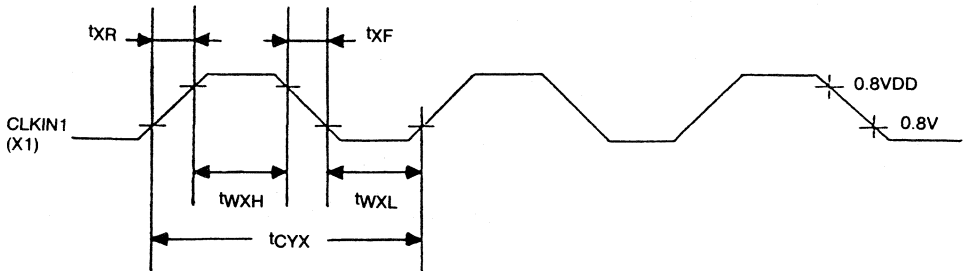 tXR
tXF
0.8VDD
CLKIN1
(X1)
0.8V
tWXH
tWXL
tCYX